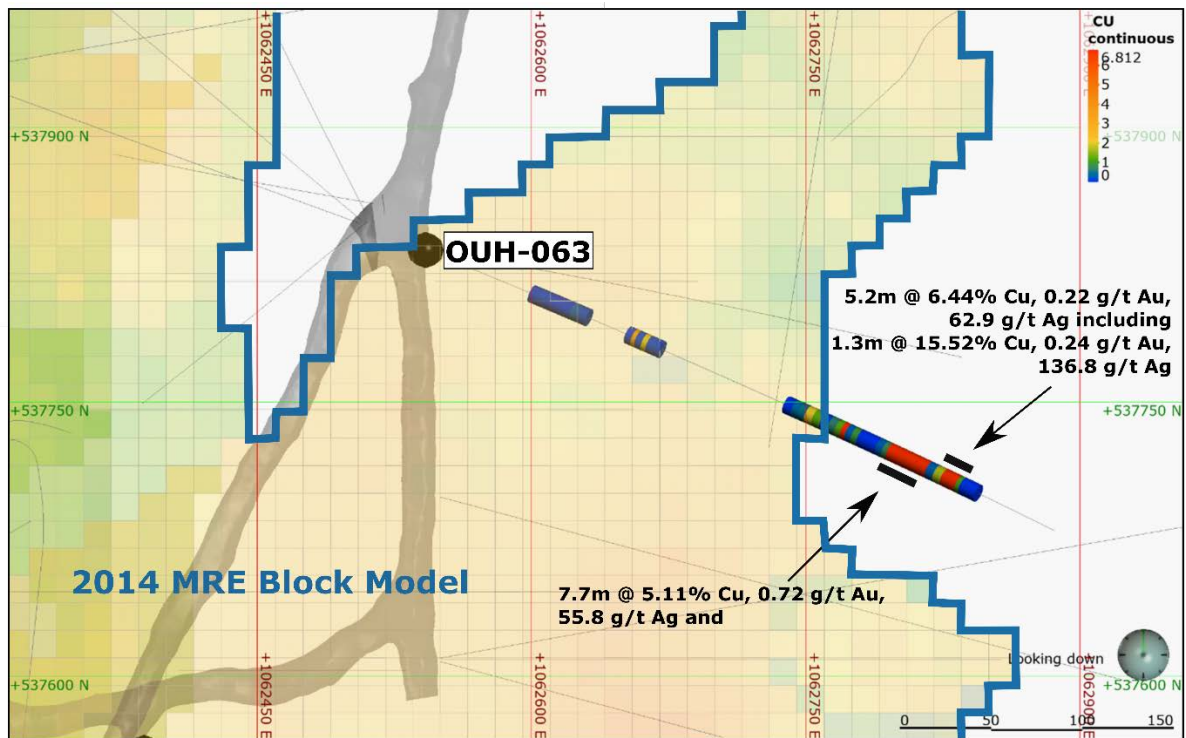 +1062450 E
+1062600 E
+1062750 E
CU
continuous
6.812
6
5
4
3
2
1
0
+537900 N
+537900 N
OUH-063
5.2m @ 6.44% Cu, 0.22 g/t Au,
62.9 g/t Ag including
1.3m @ 15.52% Cu, 0.24 g/t Au,
136.8 g/t Ag
+537750 N
+537750 N
2014 MRE Block Model
7.7m @ 5.11% Cu, 0.72 g/t Au,
55.8 g/t Ag and
Looking down
+537600 N
+537600 N
+1062450 E
+1062600 E
+1062750 E
+1062900
0
50
100
150